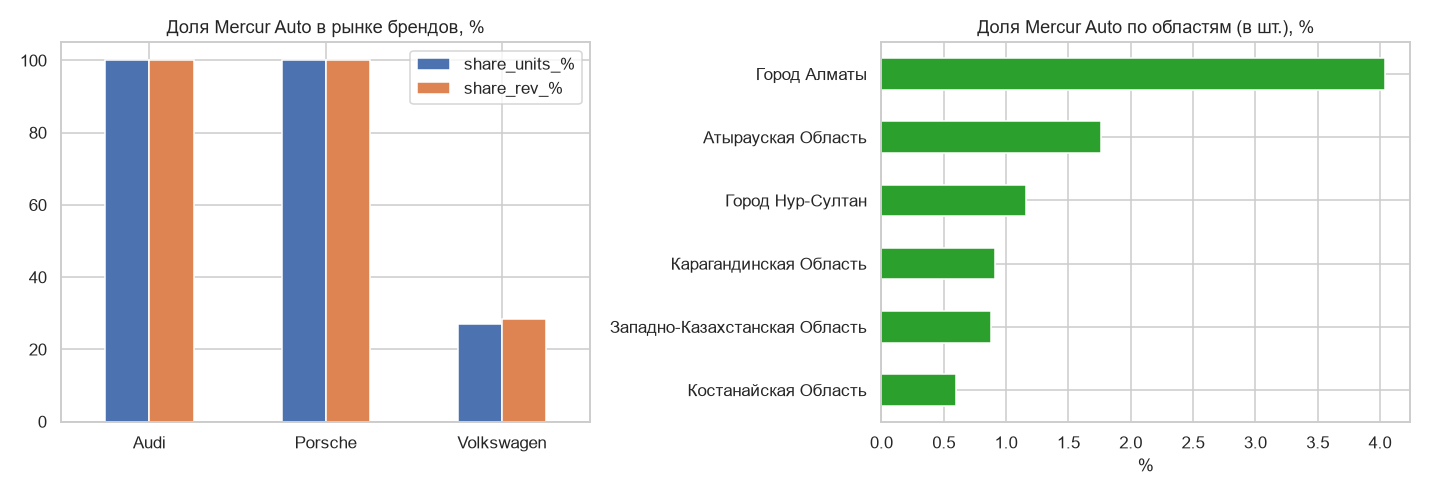 Доля Mercur Auto в рынке брендов, %
share_units_%
share_rev_%
100
80
60
40
20
0
Audi
Porsche
Volkswagen
Доля Mercur Auto по областям (в шт.), %
Город Алматы
Атырауская Область
Город Нур-Султан
Карагандинская Область
Западно-Казахстанская Область
Костанайская Область
0.0
0.5
1.0
1.5
2.0
2.5
3.0
3.5
4.0
%